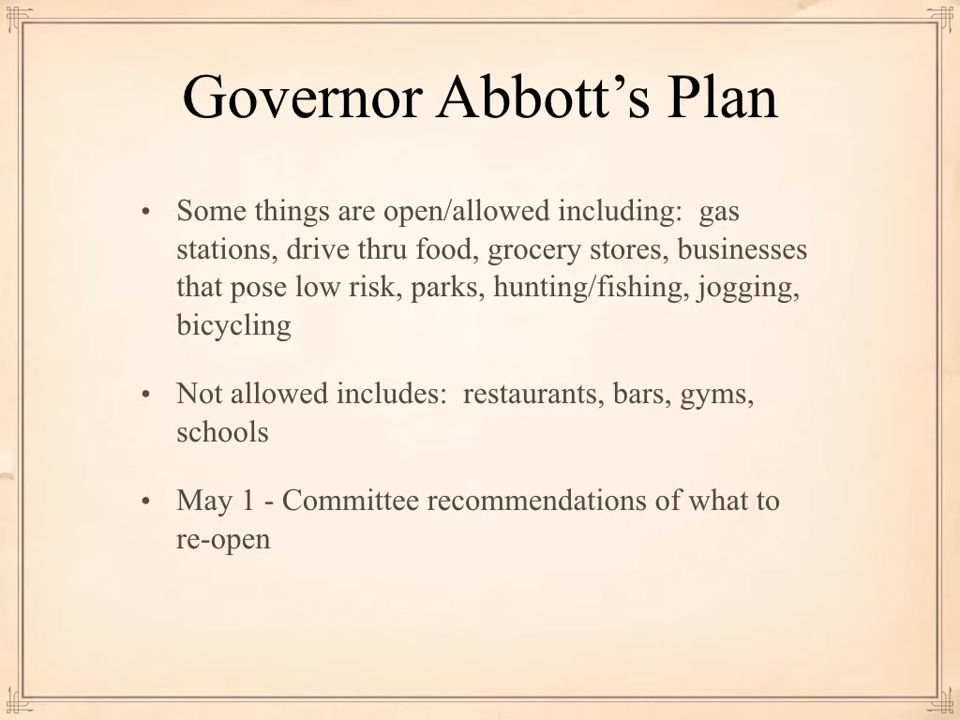 Governor Abbott’s Plan
• Some things are open/allowed including:  gas
stations, drive thru food, grocery stores, businesses
that pose low risk, parks, hunting/fishing, jogging,
bicycling
• Not allowed includes:  restaurants, bars, gyms,
schools
• May 1 - Committee recommendations of what to
re-open